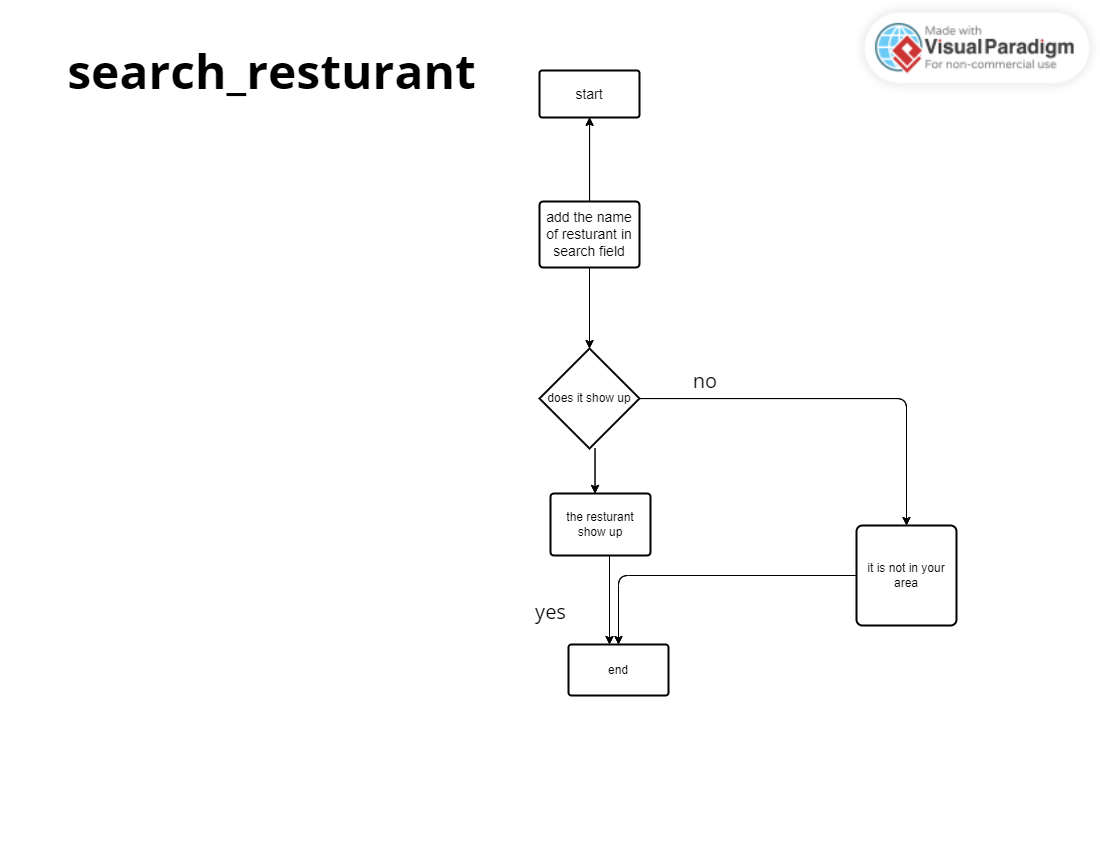 Made with
Visual Paradigm
For non-commercial use
search_resturant
start
add the name
of resturant in
search field
does it show up
no
the resturant
show up
it is not in your
area
yes
end